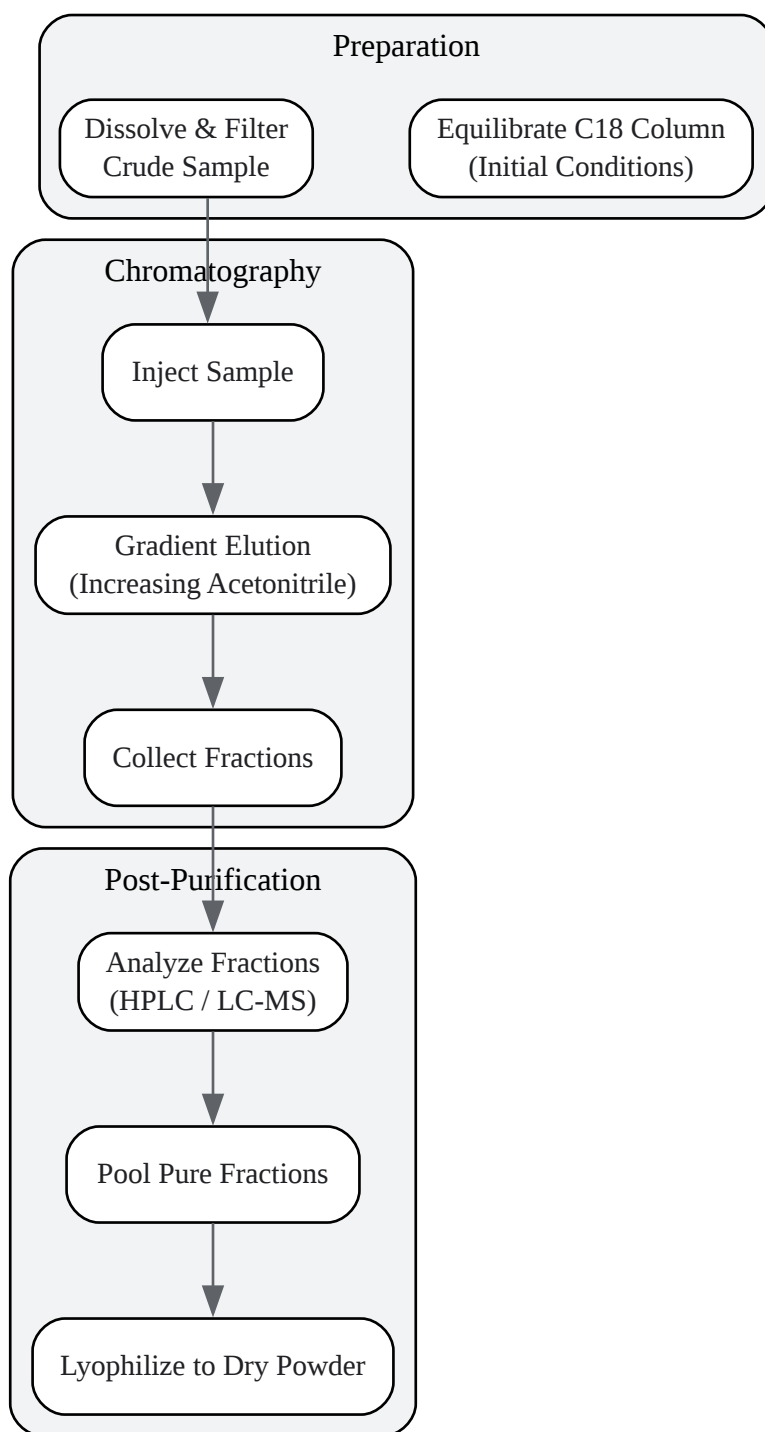 Preparation
Dissolve & Filter
Crude Sample
Equilibrate C18 Column
(Initial Conditions)
Chromatography
Inject Sample
Gradient Elution
(Increasing Acetonitrile)
Collect Fractions
Post-Purification
Analyze Fractions
(HPLC / LC-MS)
Pool Pure Fractions
Lyophilize to Dry Powder